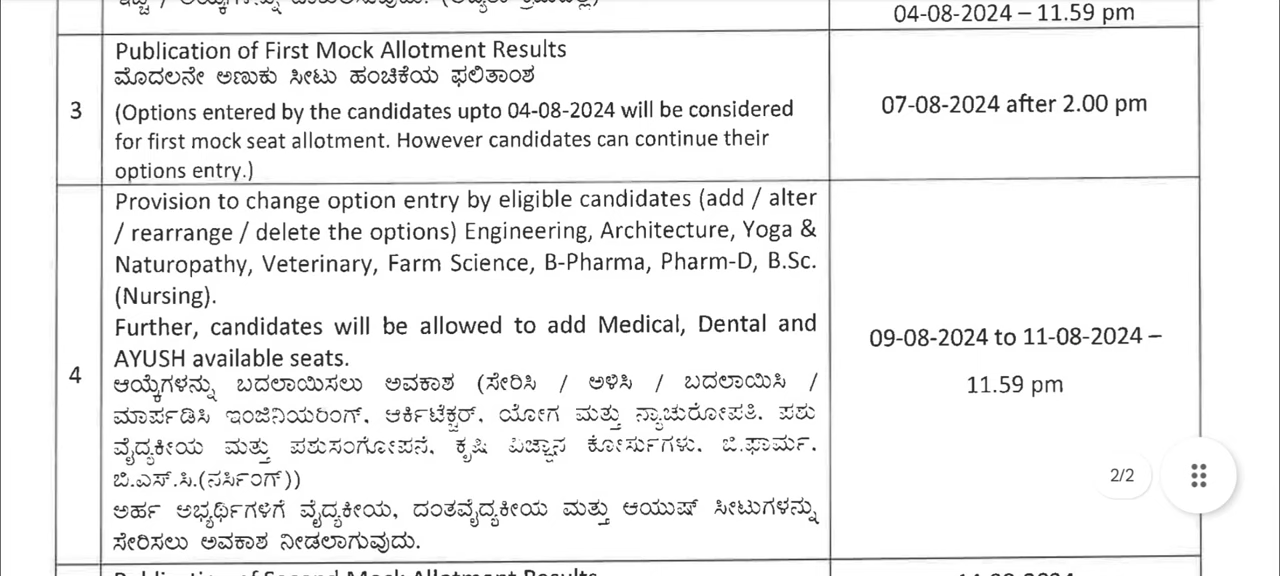 04-08-2024 – 11.59 pm
3
Publication of First Mock Allotment Results
ಮೊದಲನೇ ಅಣುಕು ಸೀಟು ಹಂಚಿಕೆಯ ಫಲಿತಾಂಶ
(Options entered by the candidates upto 04-08-2024 will be considered
for first mock seat allotment. However candidates can continue their
options entry.)
07-08-2024 after 2.00 pm
4
Provision to change option entry by eligible candidates (add / alter
/ rearrange / delete the options) Engineering, Architecture, Yoga &
Naturopathy, Veterinary, Farm Science, B-Pharma, Pharm-D, B.Sc.
(Nursing).
Further, candidates will be allowed to add Medical, Dental and
AYUSH available seats.
ಆಯ್ಕೆಗಳನ್ನು ಬದಲಾಯಿಸಲು ಅವಕಾಶ (ಸೇರಿಸಿ / ಅಳಿಸಿ / ಬದಲಾಯಿಸಿ /
ಮಾರ್ಪಡಿಸಿ ಇಂಜಿನಿಯರಿಂಗ್, ಆರ್ಕಿಟೆಕ್ಚರ್, ಯೋಗ ಮತ್ತು ನ್ಯಾಚುರೋಪತಿ, ಪಶು
ವೈದ್ಯಕೀಯ ಮತ್ತು ಪಶುಸಂಗೋಪನೆ, ಕೃಷಿ ವಿಜ್ಞಾನ ಕೋರ್ಸುಗಳು, ಬಿ.ಫಾರ್ಮ,
ಬಿ.ಎಸ್.ಸಿ.(ನರ್ಸಿಂಗ್))
ಅರ್ಹ ಅಭ್ಯರ್ಥಿಗಳಿಗೆ ವೈದ್ಯಕೀಯ, ದಂತವೈದ್ಯಕೀಯ ಮತ್ತು ಆಯುಷ್ ಸೀಟುಗಳನ್ನು
ಸೇರಿಸಲು ಅವಕಾಶ ನೀಡಲಾಗುವುದು.
09-08-2024 to 11-08-2024 –
11.59 pm
2/2